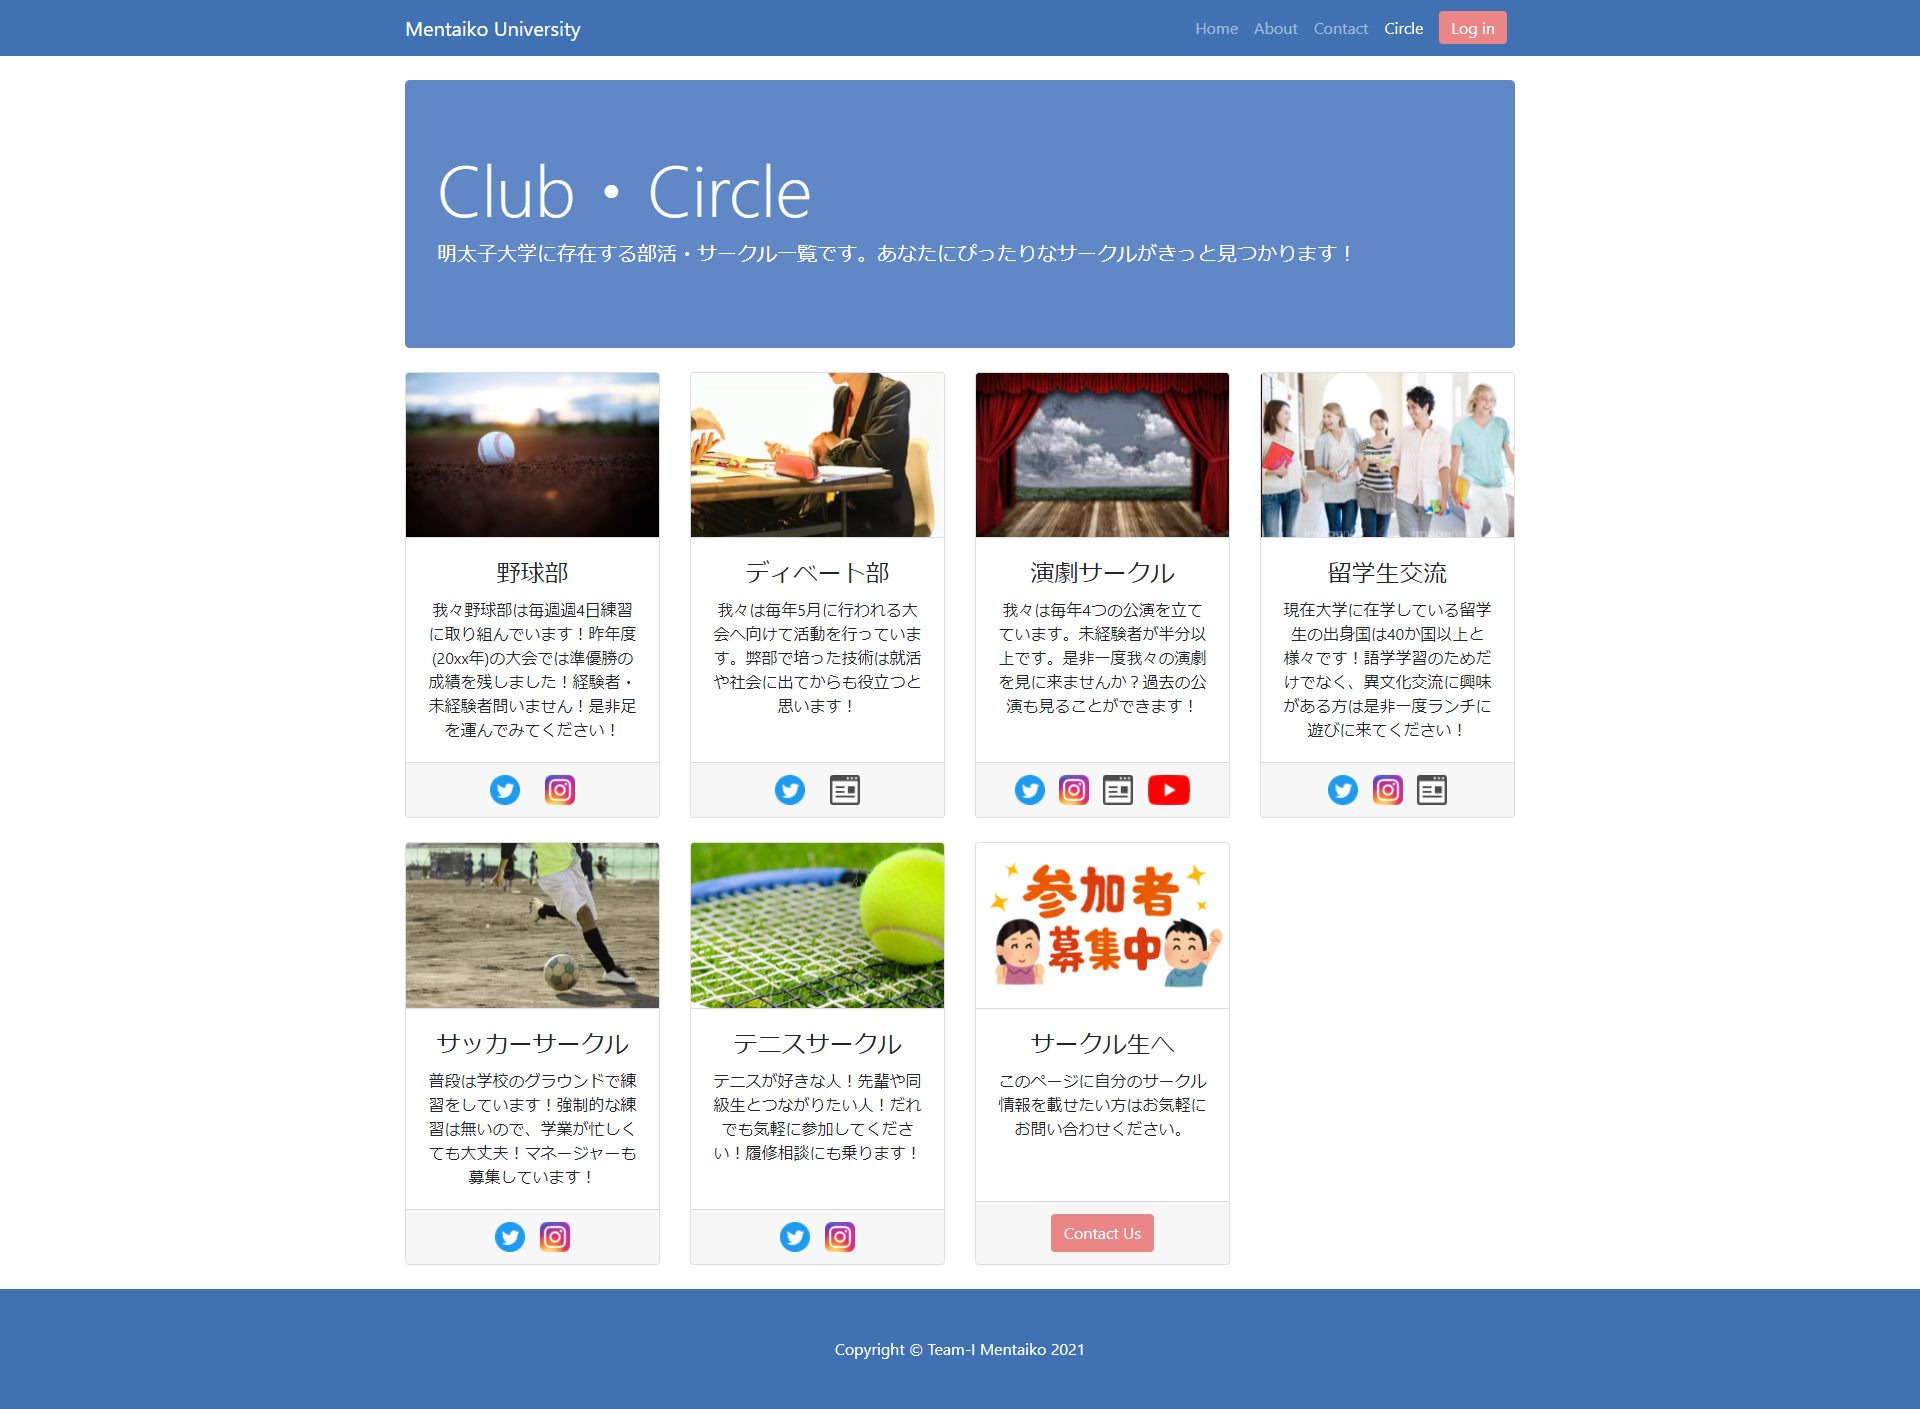 Mentaiko University
Home
About
Contact
Circle
Log in
Club・Circle
明太子大学に存在する部活・サークル一覧です。あなたにぴったりなサークルがきっと見つかります！
野球部
我々野球部は毎週週4日練習
に取り組んでいます！昨年度
(20xx年)の大会では準優勝の
成績を残しました！経験者・
未経験者問いません！是非足
を運んでみてください！
ディベート部
我々は毎年5月に行われる大
会へ向けて活動を行っていま
す。弊部で培った技術は就活
や社会に出てからも役立つと
思います！
演劇サークル
我々は毎年4つの公演を立て
ています。未経験者が半分以
上です。是非一度我々の演劇
を見に来ませんか？過去の公
演も見ることができます！
留学生交流
現在大学に在学している留学
生の出身国は40か国以上と
様々です！語学学習のためだ
けでなく、異文化交流に興味
がある方は是非一度ランチに
遊びに来てください！
サッカーサークル
普段は学校のグラウンドで練
習をしています！強制的な練
習は無いので、学業が忙しく
ても大丈夫！マネージャーも
募集しています！
テニスサークル
テニスが好きな人！先輩や同
級生とつながりたい人！だれ
でも気軽に参加してくださ
い！履修相談にも乗ります！
参加者
募集中
サークル生へ
このページに自分のサークル
情報を載せたい方はお気軽に
お問い合わせください。
Contact Us
Copyright © Team-I Mentaiko 2021